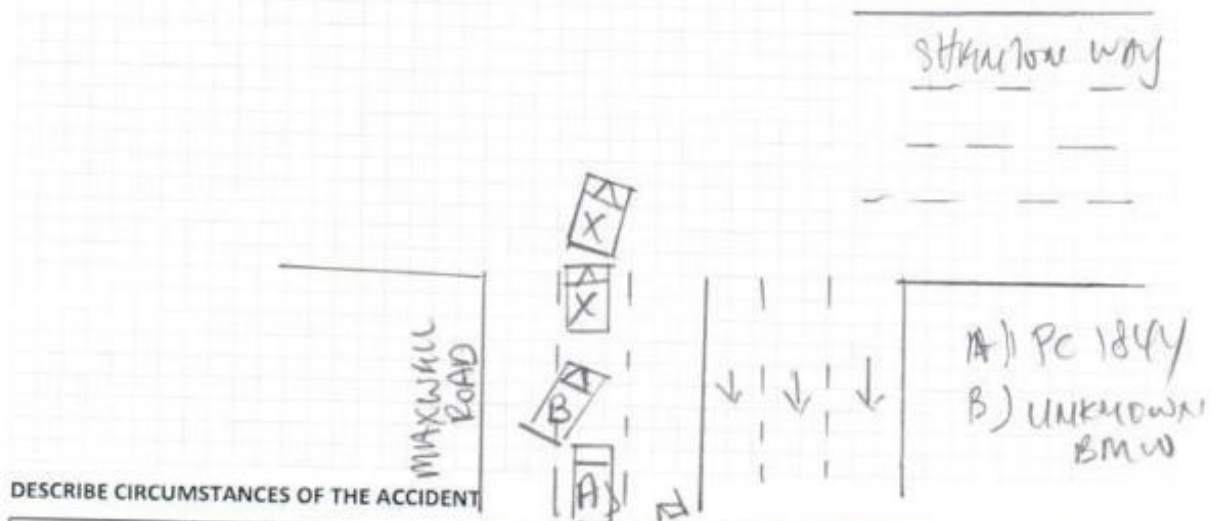 SHENTON WAY
X
X
MAXWELL
ROAD
B
A
A) PC 1844
B) UNKNOWN
BMW
DESCRIBE CIRCUMSTANCES OF THE ACCIDENT